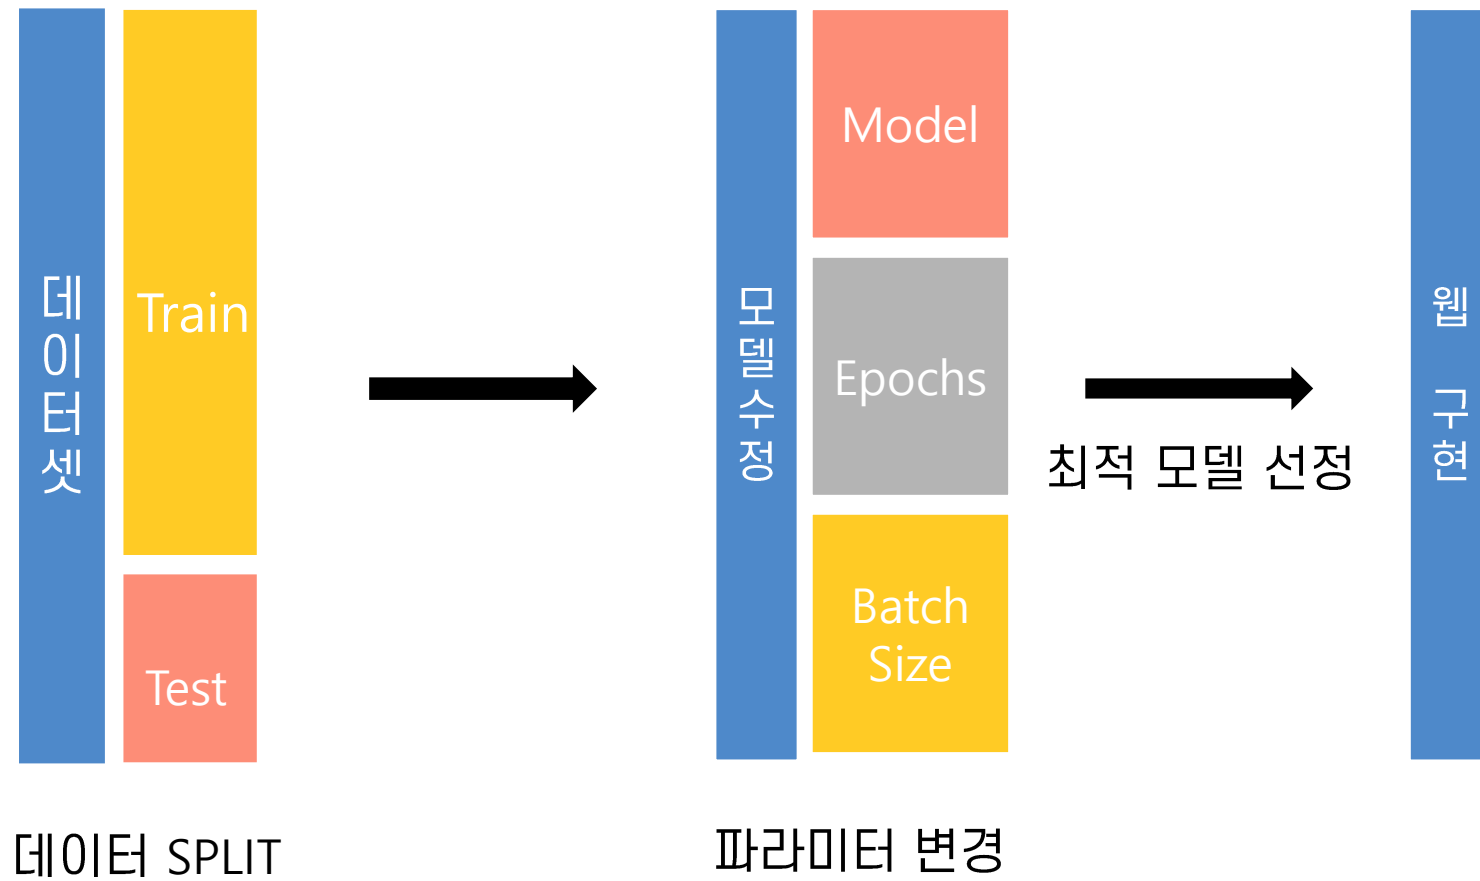 데이터셋
Train
Test
데이터 SPLIT
모델수정
Model
Epochs
Batch
Size
파라미터 변경
최적 모델 선정
웹 구현